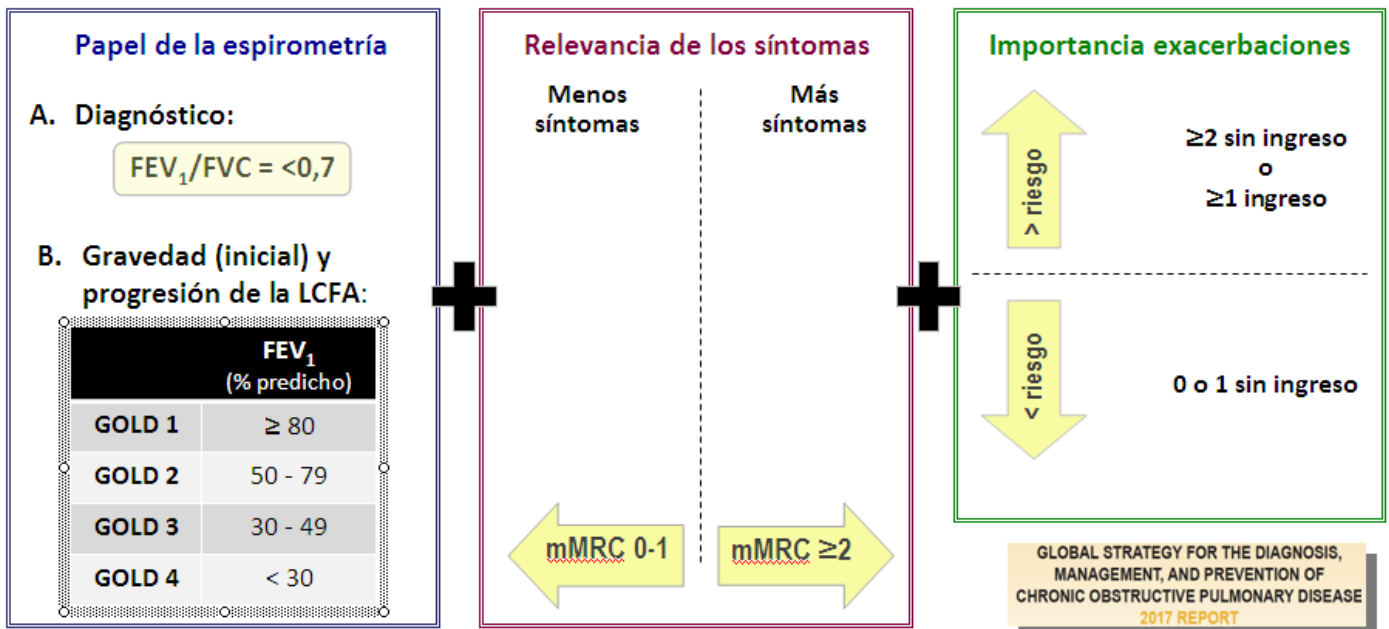 Papel de la espirometría
A. Diagnóstico:
FEV1/FVC = <0,7
B. Gravedad (inicial) y
progresión de la LCFA:
FEV1
(% predicho)
GOLD 1 ≥ 80
GOLD 2 50 - 79
GOLD 3 30 - 49
GOLD 4 < 30
Relevancia de los síntomas
Menos
síntomas
Más
síntomas
mMRC 0-1
mMRC ≥2
Importancia exacerbaciones
> riesgo
≥2 sin ingreso
o
≥1 ingreso
< riesgo
0 o 1 sin ingreso
GLOBAL STRATEGY FOR THE DIAGNOSIS,
MANAGEMENT, AND PREVENTION OF
CHRONIC OBSTRUCTIVE PULMONARY DISEASE
2017 REPORT